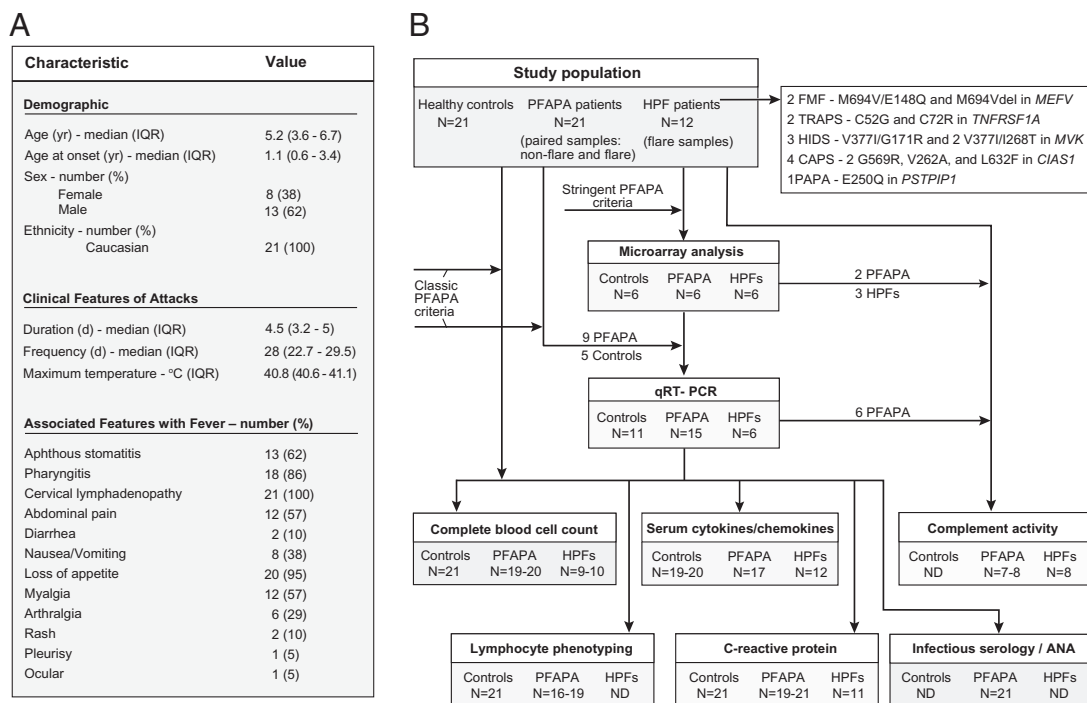 A
Characteristic Value
Demographic
Age (yr) - median (IQR) 5.2 (3.6 - 6.7)
Age at onset (yr) - median (IQR) 1.1 (0.6 - 3.4)
Sex - number (%)
Female 8 (38)
Male 13 (62)
Ethnicity - number (%)
Caucasian 21 (100)
Clinical Features of Attacks
Duration (d) - median (IQR) 4.5 (3.2 - 5)
Frequency (d) - median (IQR) 28 (22.7 - 29.5)
Maximum temperature - °C (IQR) 40.8 (40.6 - 41.1)
Associated Features with Fever – number (%)
Aphthous stomatitis 13 (62)
Pharyngitis 18 (86)
Cervical lymphadenopathy 21 (100)
Abdominal pain 12 (57)
Diarrhea 2 (10)
Nausea/Vomiting 8 (38)
Loss of appetite 20 (95)
Myalgia 12 (57)
Arthralgia 6 (29)
Rash 2 (10)
Pleurisy 1 (5)
Ocular 1 (5)
B
Study population
Healthy controls PFAPA patients HPF patients
N=21 N=21 N=12
(paired samples: (flare samples)
non-flare and flare)
2 FMF - M694V/E148Q and M694Vdel in MEFV
2 TRAPS - C52G and C72R in TNFRSF1A
3 HIDS - V377I/G171R and 2 V377I/I268T in MVK
4 CAPS - 2 G569R, V262A, and L632F in CIAS1
1PAPA - E250Q in PSTPIP1
Stringent PFAPA
criteria
Microarray analysis
Controls PFAPA HPFs
N=6 N=6 N=6
2 PFAPA
3 HPFs
Classic
PFAPA
criteria
9 PFAPA
5 Controls
qRT- PCR
Controls PFAPA HPFs
N=11 N=15 N=6
6 PFAPA
Complete blood cell count
Controls PFAPA HPFs
N=21 N=19-20 N=9-10
Serum cytokines/chemokines
Controls PFAPA HPFs
N=19-20 N=17 N=12
Complement activity
Controls PFAPA HPFs
ND N=7-8 N=8
Lymphocyte phenotyping
Controls PFAPA HPFs
N=21 N=16-19 ND
C-reactive protein
Controls PFAPA HPFs
N=21 N=19-21 N=11
Infectious serology / ANA
Controls PFAPA HPFs
ND N=21 ND